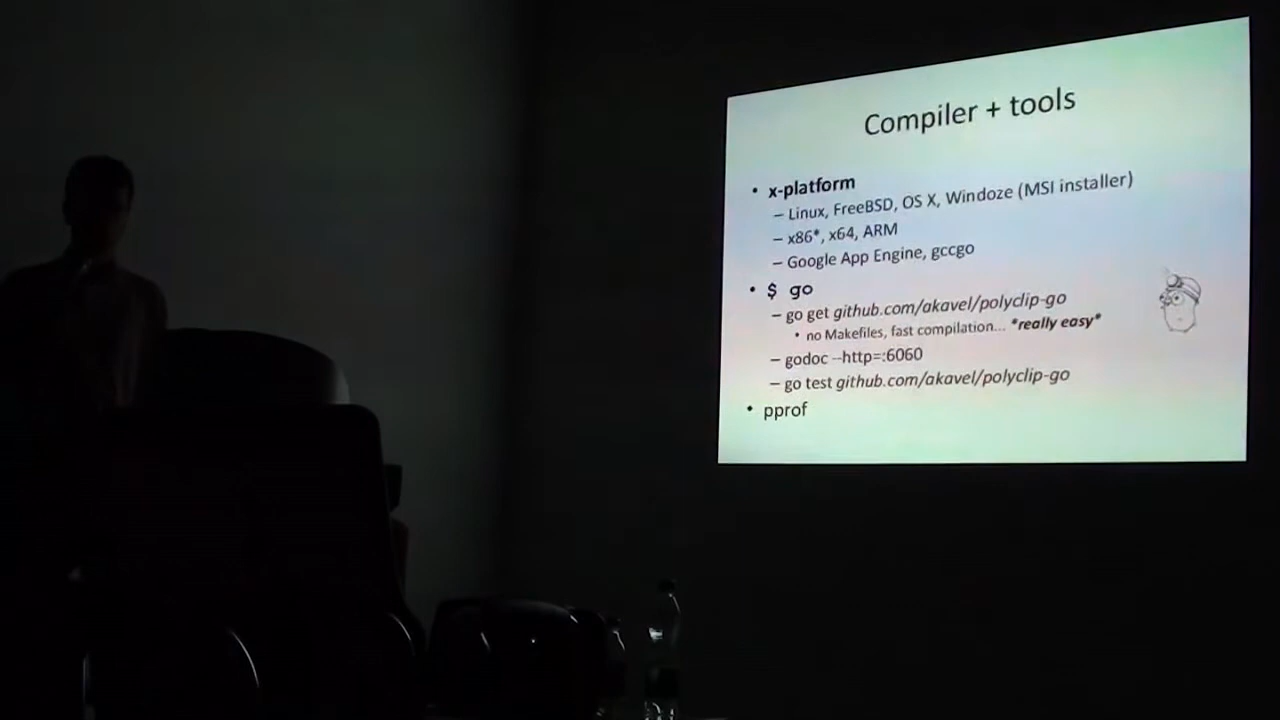 Compiler + tools
• x-platform
– Linux, FreeBSD, OS X, Windoze (MSI installer)
– x86*, x64, ARM
– Google App Engine, gccgo
• $ go
– go get github.com/akavel/polyclip-go
• no Makefiles, fast compilation... *really easy*
– godoc --http=:6060
– go test github.com/akavel/polyclip-go
• pprof